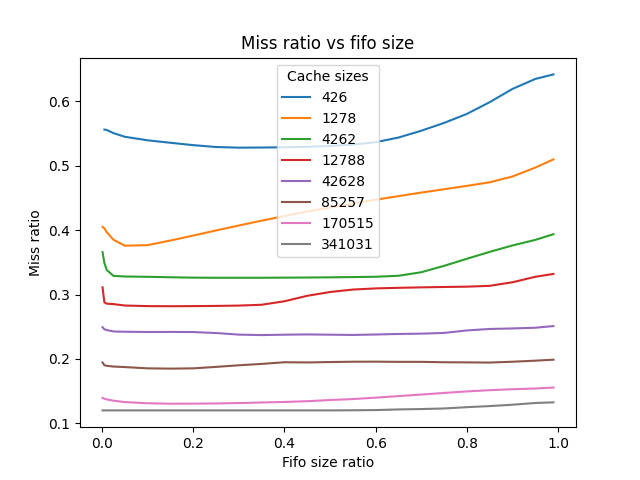 Miss ratio vs fifo size
Cache sizes
426
1278
4262
12788
42628
85257
170515
341031
Miss ratio
0.6
0.5
0.4
0.3
0.2
0.1
0.0 0.2 0.4 0.6 0.8 1.0
Fifo size ratio